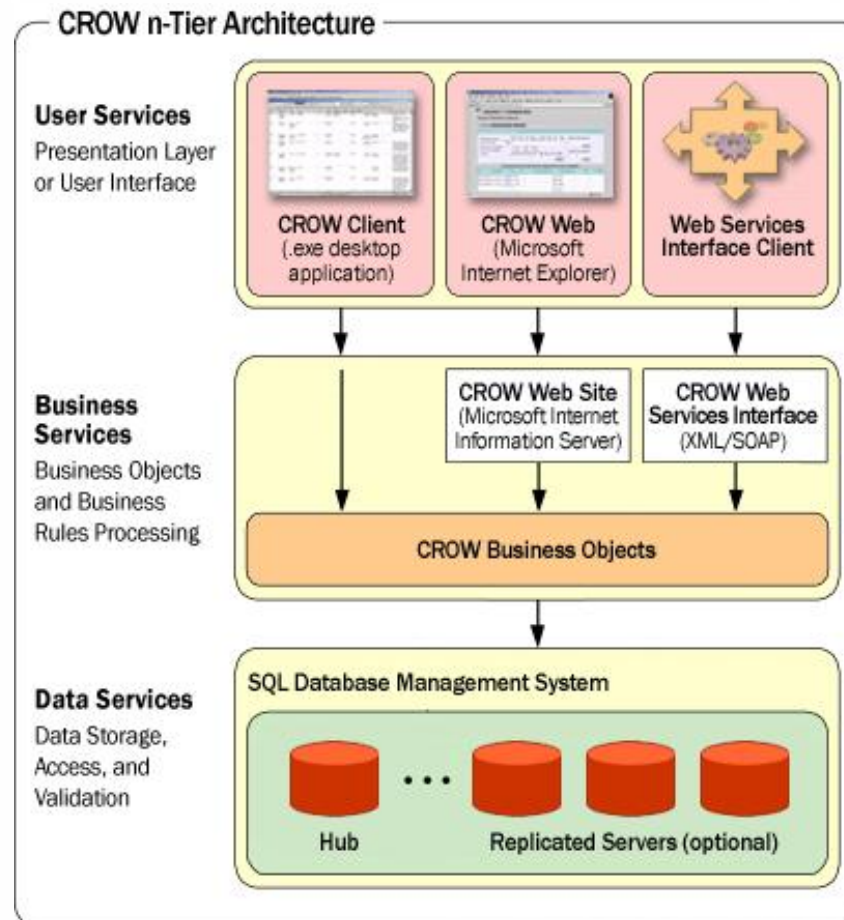 CROW n-Tier Architecture
User Services
Presentation Layer
or User Interface
CROW Client
(.exe desktop
application)
CROW Web
(Microsoft
Internet Explorer)
Web Services
Interface Client
Business
Services
Business Objects
and Business
Rules Processing
CROW Web Site
(Microsoft Internet
Information Server)
CROW Web
Services Interface
(XML/SOAP)
CROW Business Objects
Data Services
Data Storage,
Access, and
Validation
SQL Database Management System
Hub
Replicated Servers (optional)